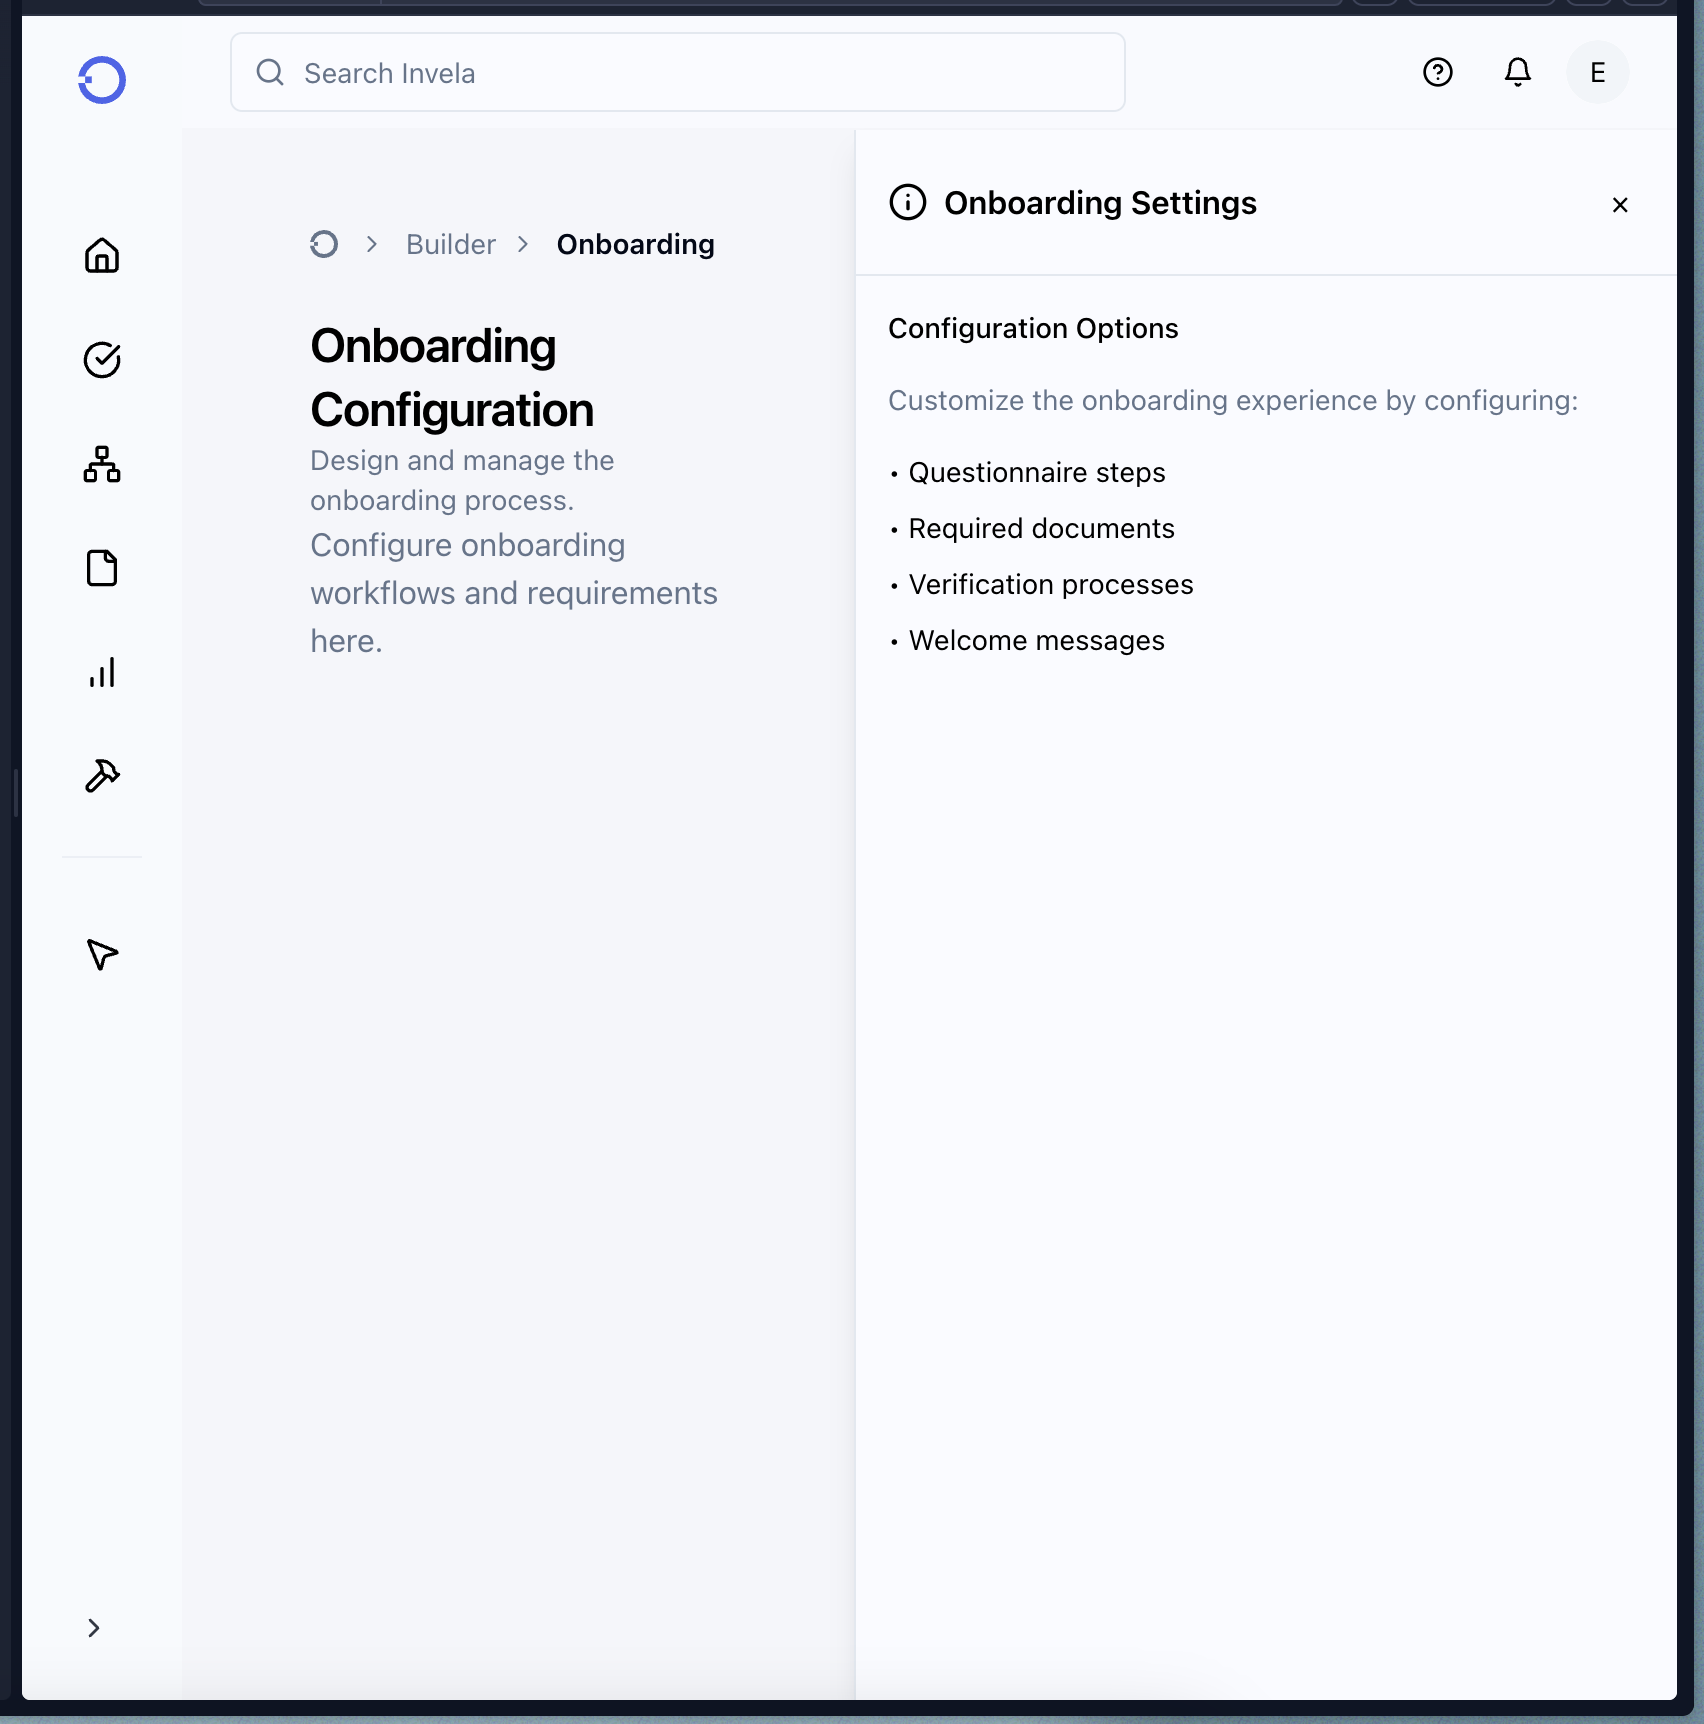 Search Invela
E
Builder
Onboarding
Onboarding
Configuration
Design and manage the
onboarding process.
Configure onboarding
workflows and requirements
here.
Onboarding Settings
Configuration Options
Customize the onboarding experience by configuring:
• Questionnaire steps
• Required documents
• Verification processes
• Welcome messages